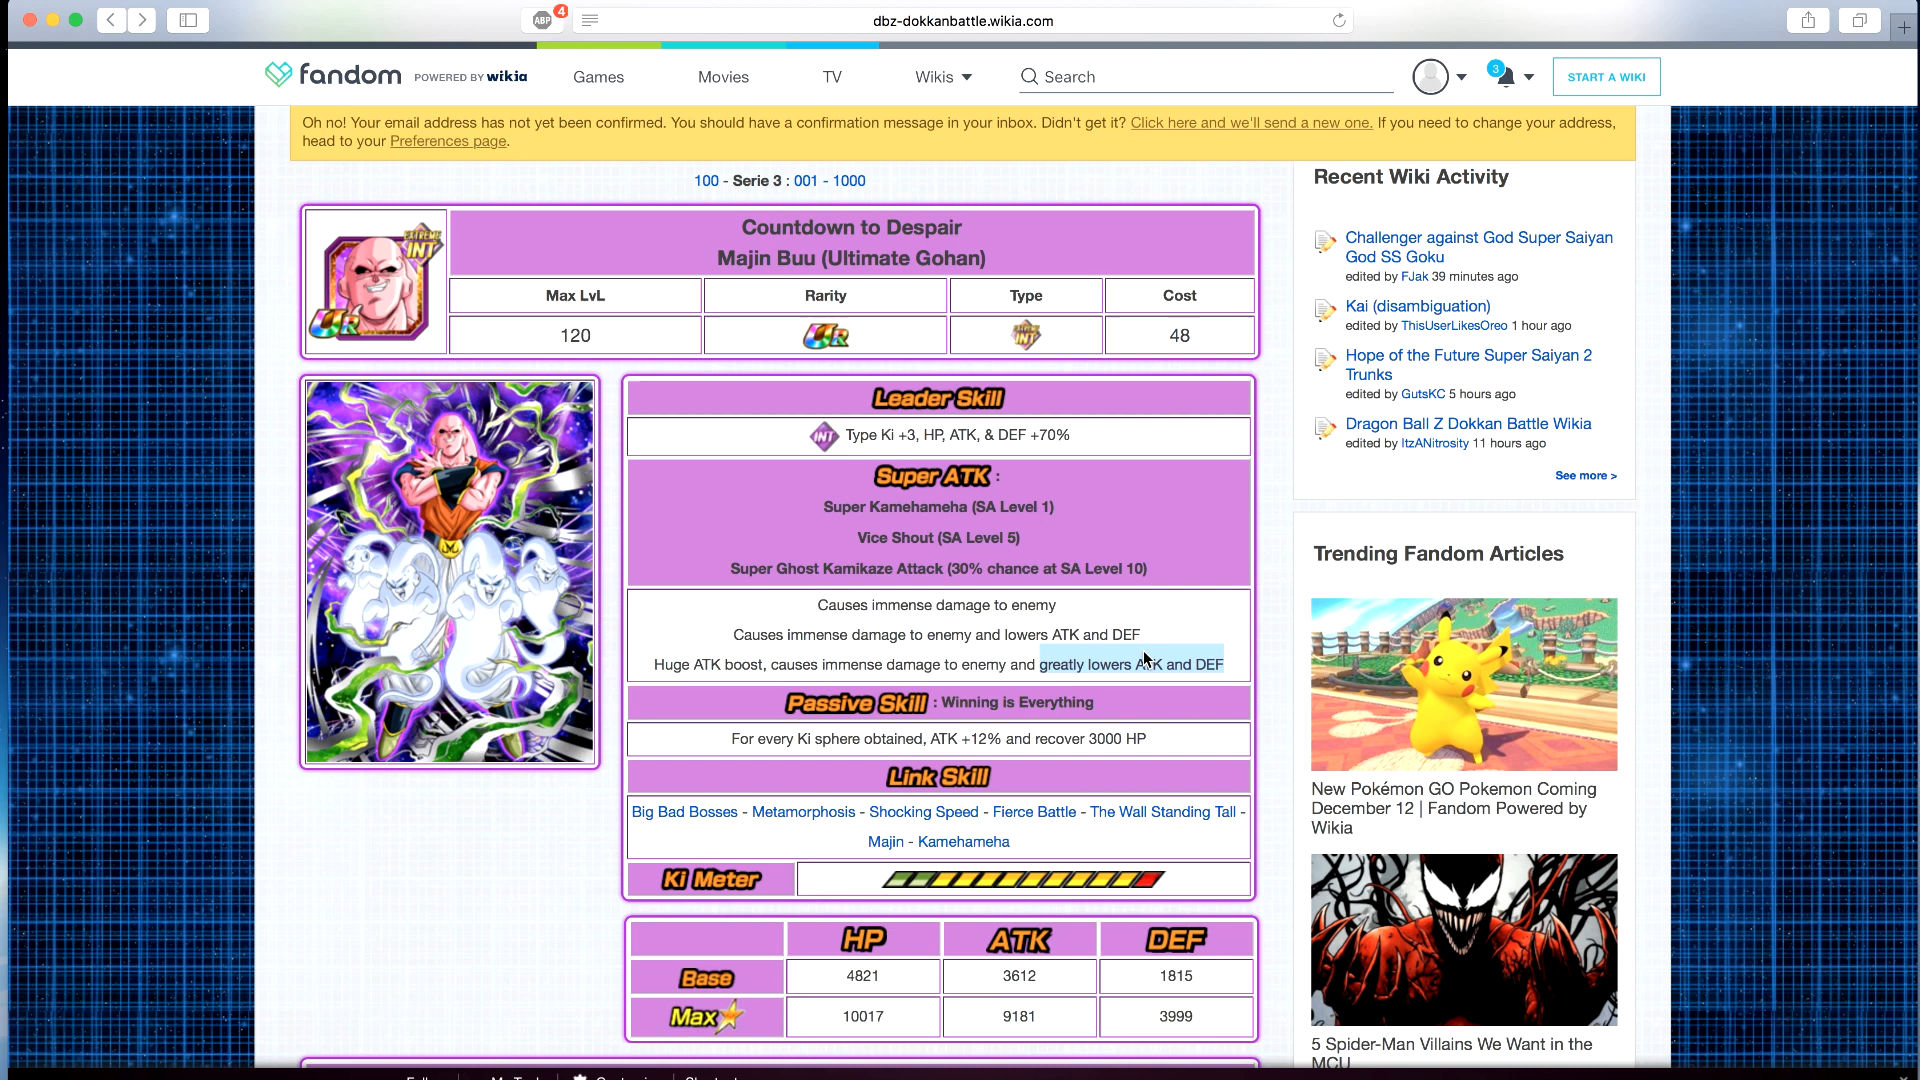 ABP
4
dbz-dokkanbattle.wikia.com
fandom POWERED BY wikia
Games
Movies
TV
Wikis
Search
3
START A WIKI
Oh no! Your email address has not yet been confirmed. You should have a confirmation message in your inbox. Didn't get it? Click here and we'll send a new one. If you need to change your address,
head to your Preferences page.
100 - Serie 3 : 001 - 1000
EXTREME
INT
UR
Countdown to Despair
Majin Buu (Ultimate Gohan)
Max LvL
Rarity
Type
Cost
120
UR
EXTREME
INT
48
Leader Skill
INT Type Ki +3, HP, ATK, & DEF +70%
Super ATK :
Super Kamehameha (SA Level 1)
Vice Shout (SA Level 5)
Super Ghost Kamikaze Attack (30% chance at SA Level 10)
Causes immense damage to enemy
Causes immense damage to enemy and lowers ATK and DEF
Huge ATK boost, causes immense damage to enemy and greatly lowers ATK and DEF
Passive Skill : Winning is Everything
For every Ki sphere obtained, ATK +12% and recover 3000 HP
Link Skill
Big Bad Bosses - Metamorphosis - Shocking Speed - Fierce Battle - The Wall Standing Tall -
Majin - Kamehameha
Ki Meter
HP
ATK
DEF
Base
4821
3612
1815
Max
10017
9181
3999
Recent Wiki Activity
Challenger against God Super Saiyan
God SS Goku
edited by FJak 39 minutes ago
Kai (disambiguation)
edited by ThisUserLikesOreo 1 hour ago
Hope of the Future Super Saiyan 2
Trunks
edited by GutsKC 5 hours ago
Dragon Ball Z Dokkan Battle Wikia
edited by ItzANitrosity 11 hours ago
See more >
Trending Fandom Articles
New Pokémon GO Pokemon Coming
December 12 | Fandom Powered by
Wikia
5 Spider-Man Villains We Want in the
MCU